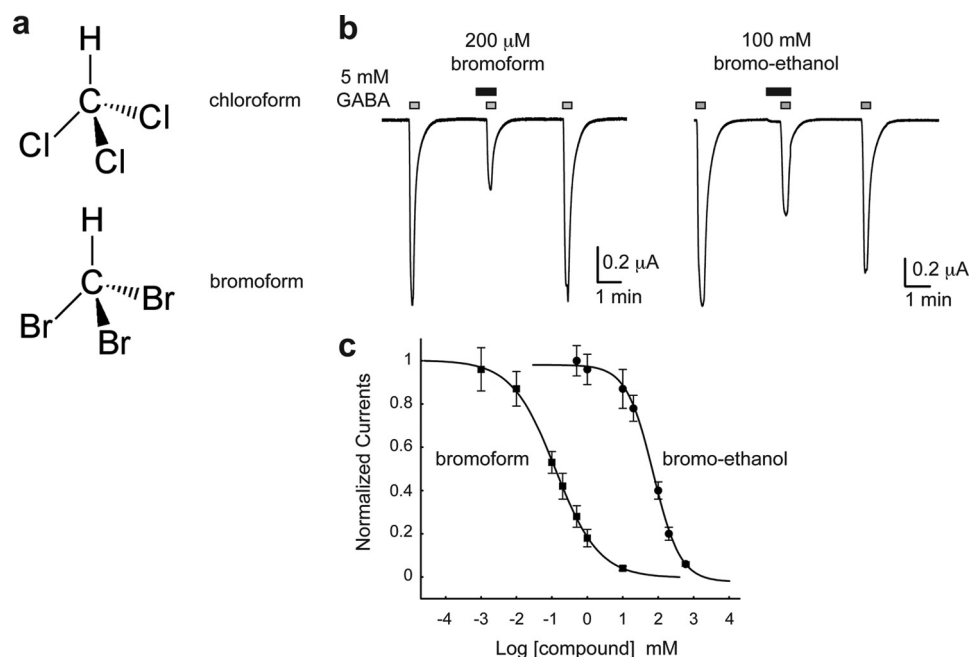 a
H
C
Cl
Cl
Cl
chloroform
H
C
Br
Br
Br
bromoform
b
200 μM
bromoform
5 mM
GABA
0.2 μA
1 min
100 mM
bromo-ethanol
0.2 μA
1 min
c
Normalized Currents
1
0.8
0.6
0.4
0.2
0
bromoform
bromo-ethanol
-4 -3 -2 -1 0 1 2 3 4
Log [compound] mM